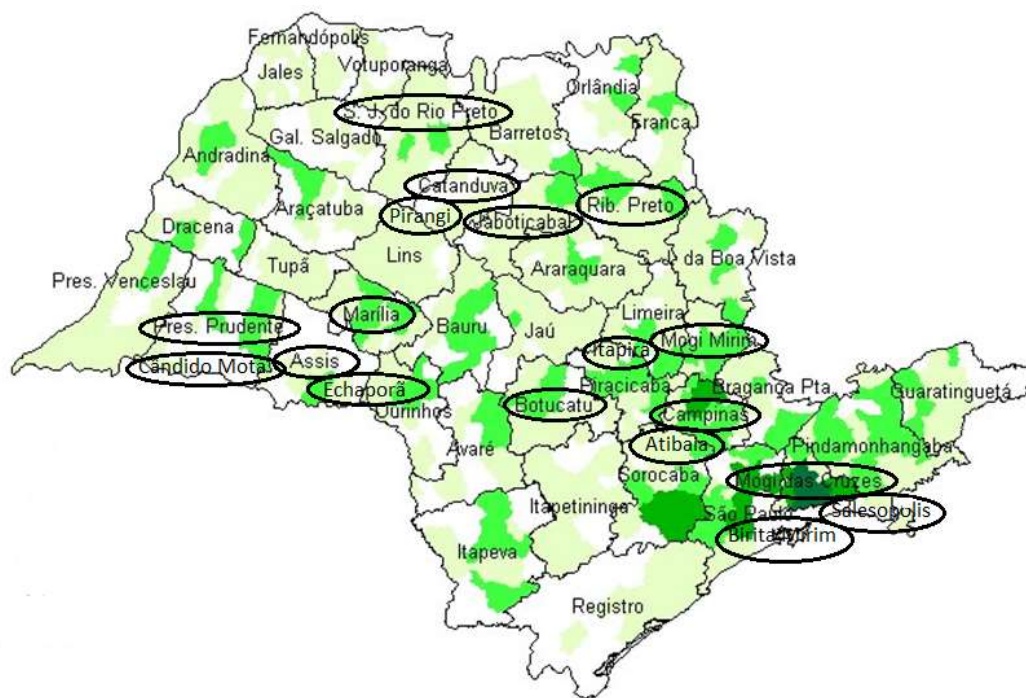 Fernandópolis
Votuporanga
Jales
Orlândia
S. J. do Rio Preto
Gal. Salgado
Barretos
Franca
Andradina
Catanduva
Araçatuba
Pirangi
Jaboticabal
Rib. Preto
Dracena
Tupã
Lins
Araraquara
S. J. da Boa Vista
Pres. Venceslau
Pres. Prudente
Marília
Bauru
Jaú
Limeira
Itapira
Mogi Mirim
Candido Mota
Assis
Echaporã
Ourinhos
Botucatu
Piracicaba
Bragança Pta.
Guaratinguetá
Campinas
Avaré
Atibaia
Pindamonhangaba
Sorocaba
Mogi das Cruzes
Itapetininga
São Paulo
Salesopolis
Birita Mirim
Itapeva
Registro